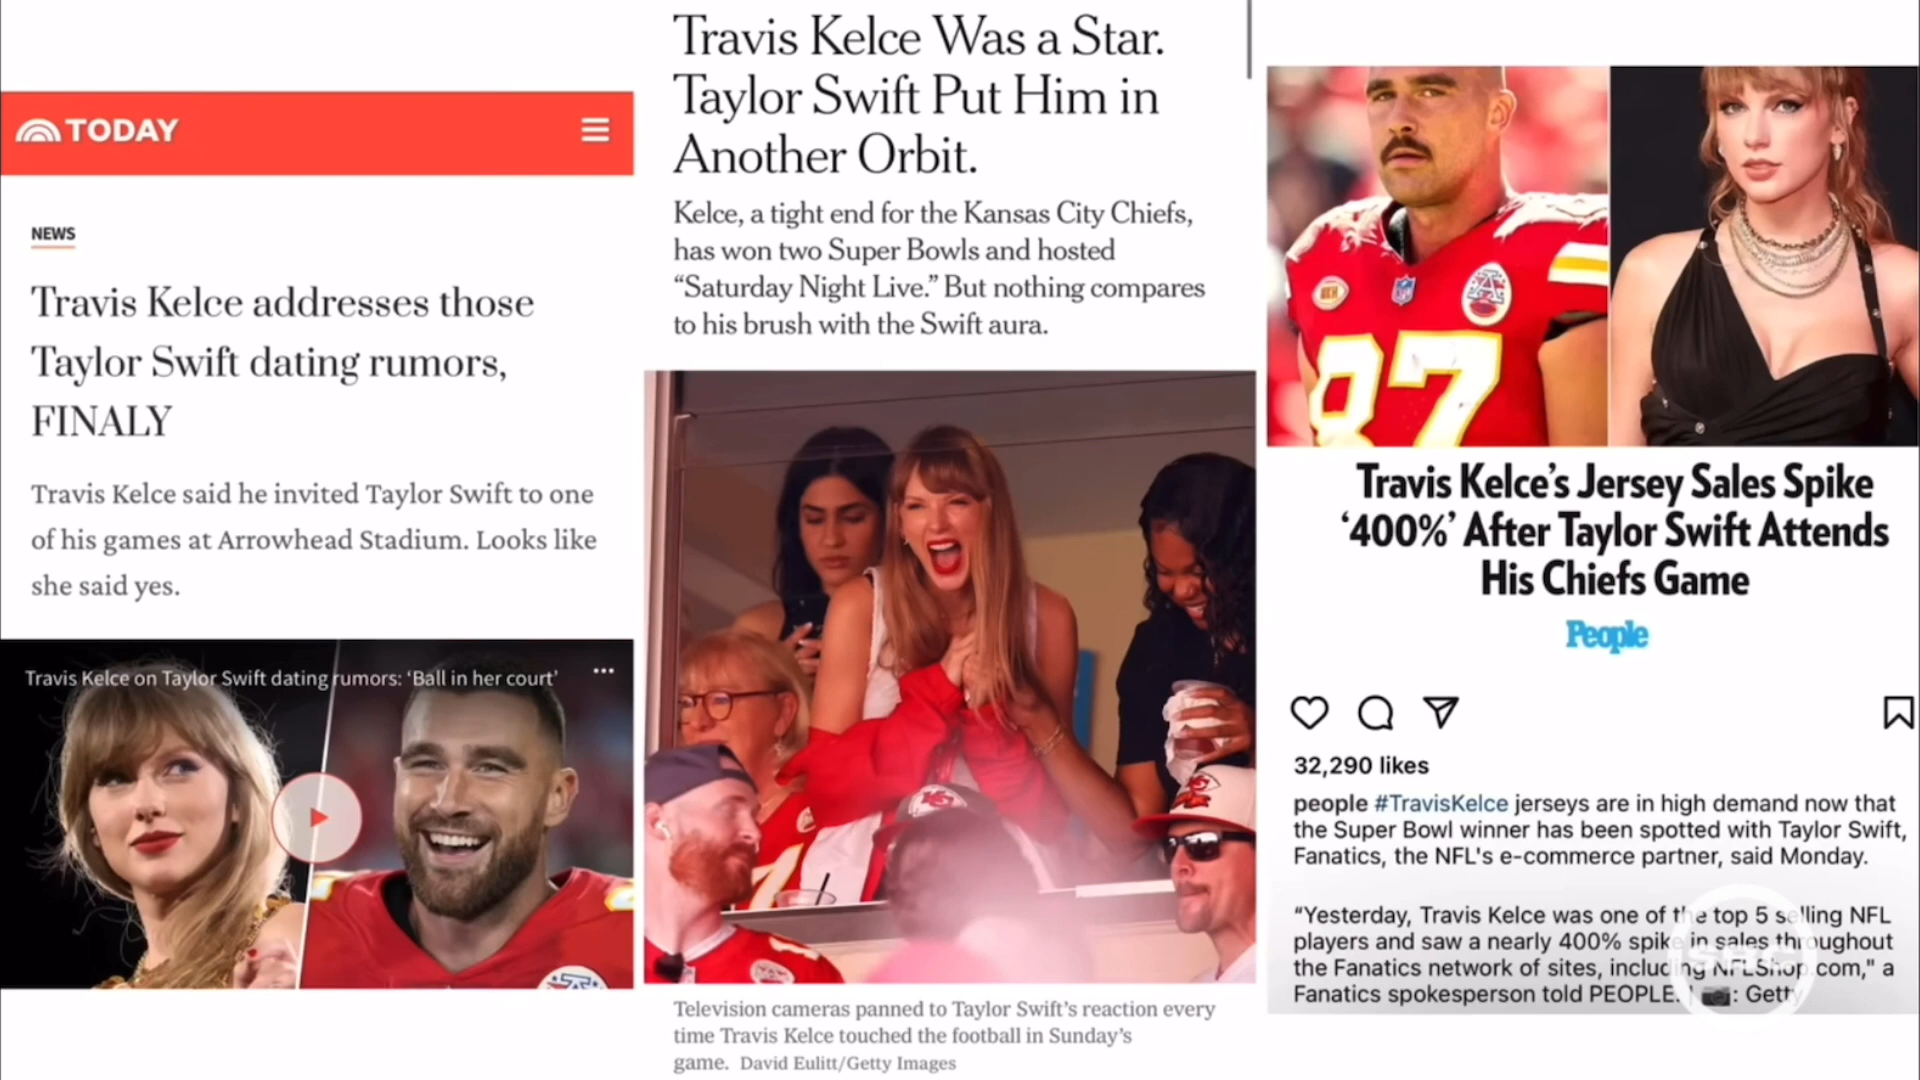 TODAY
NEWS
Travis Kelce addresses those
Taylor Swift dating rumors,
FINALY
Travis Kelce said he invited Taylor Swift to one
of his games at Arrowhead Stadium. Looks like
she said yes.
Travis Kelce on Taylor Swift dating rumors: ‘Ball in her court’
Travis Kelce Was a Star.
Taylor Swift Put Him in
Another Orbit.
Kelce, a tight end for the Kansas City Chiefs,
has won two Super Bowls and hosted
“Saturday Night Live.” But nothing compares
to his brush with the Swift aura.
Television cameras panned to Taylor Swift’s reaction every
time Travis Kelce touched the football in Sunday’s
game. David Eulitt/Getty Images
NFL
87
Travis Kelce’s Jersey Sales Spike
‘400%’ After Taylor Swift Attends
His Chiefs Game
People
32,290 likes
people #TravisKelce jerseys are in high demand now that
the Super Bowl winner has been spotted with Taylor Swift,
Fanatics, the NFL's e-commerce partner, said Monday.
“Yesterday, Travis Kelce was one of the top 5 selling NFL
players and saw a nearly 400% spike in sales throughout
the Fanatics network of sites, including NFLShop.com," a
Fanatics spokesperson told PEOPLE. | 📷: Getty